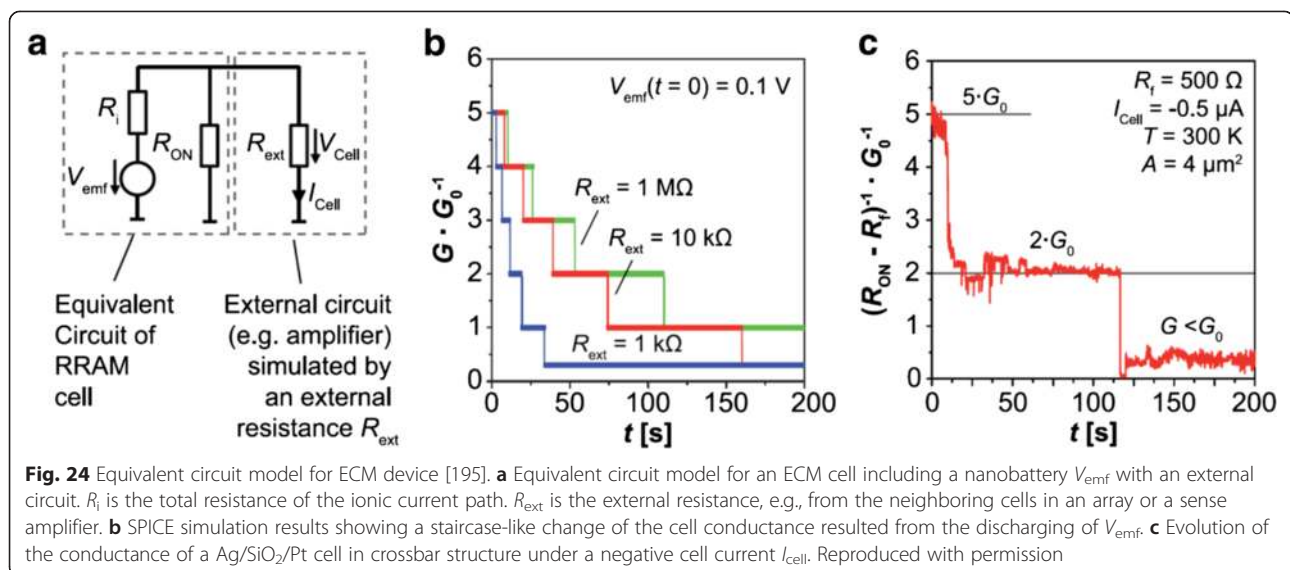 a
R_i
R_ON
R_ext
V_Cell
V_emf
I_Cell
Equivalent
Circuit of
RRAM
cell
External circuit
(e.g. amplifier)
simulated by
an external
resistance R_ext
b
6
5
4
3
2
1
0
G · G_0^-1
V_emf(t = 0) = 0.1 V
R_ext = 1 MΩ
R_ext = 10 kΩ
R_ext = 1 kΩ
0 50 100 150 200
t [s]
c
6
5
4
3
2
1
0
(R_ON - R_f)^-1 · G_0^-1
R_f = 500 Ω
I_Cell = -0.5 µA
T = 300 K
A = 4 µm²
5·G_0
2·G_0
G <G_0
0 50 100 150 200
t [s]
Fig. 24 Equivalent circuit model for ECM device [195]. a Equivalent circuit model for an ECM cell including a nanobattery V_emf with an external
circuit. R_i is the total resistance of the ionic current path. R_ext is the external resistance, e.g., from the neighboring cells in an array or a sense
amplifier. b SPICE simulation results showing a staircase-like change of the cell conductance resulted from the discharging of V_emf. c Evolution of
the conductance of a Ag/SiO₂/Pt cell in crossbar structure under a negative cell current I_cell. Reproduced with permission